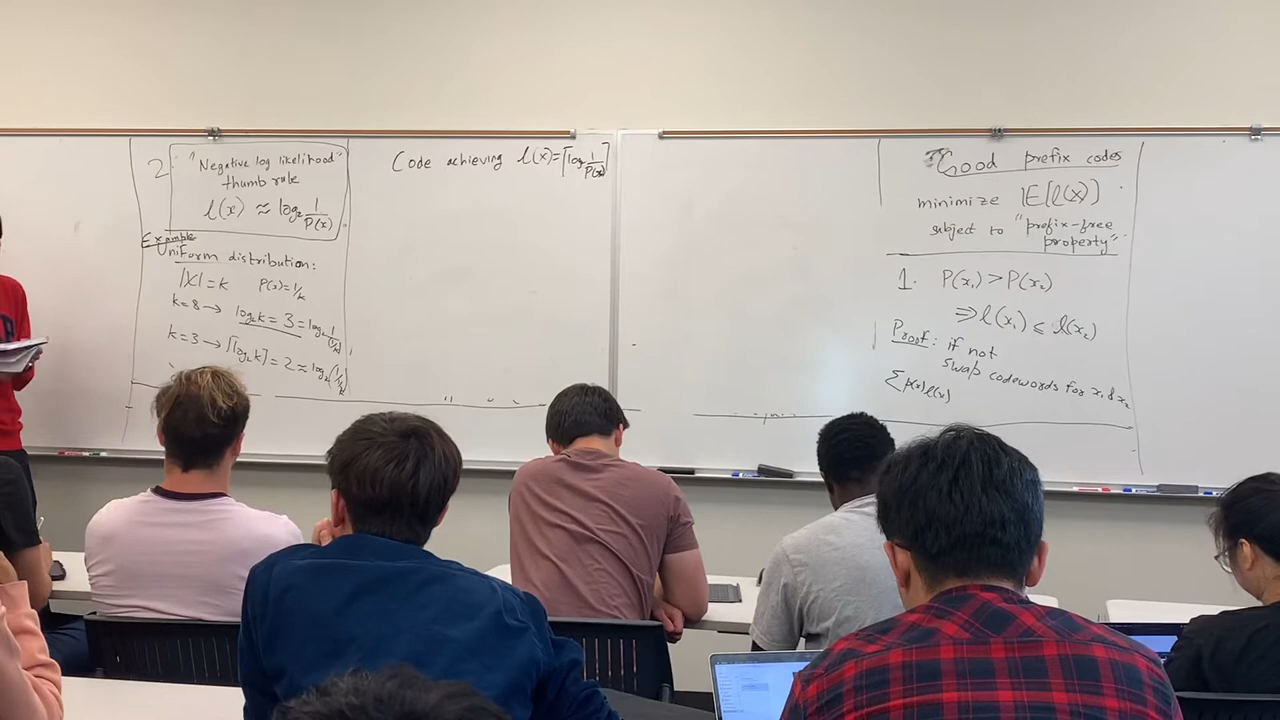 2.
"Negative log likelihood"
thumb rule
l(x) ≈ log₂ 1/P(x)
Example
Uniform distribution:
|X| = k P(x) = 1/k
k=8 → log₂k = 3 = log₂ 1/(1/k)
k=3 → ⌈log₂k⌉ = 2 ≈ log₂(1/(1/k))
Code achieving l(x) = ⌈log₂ 1/P(x)⌉
Good prefix codes
minimize 𝔼[l(X)]
subject to "prefix-free
property"
1. P(x₁) > P(x₂)
⇒ l(x₁) ≤ l(x₂)
Proof: if not
swap codewords for x₁ & x₂
Σ p(x) l(x)